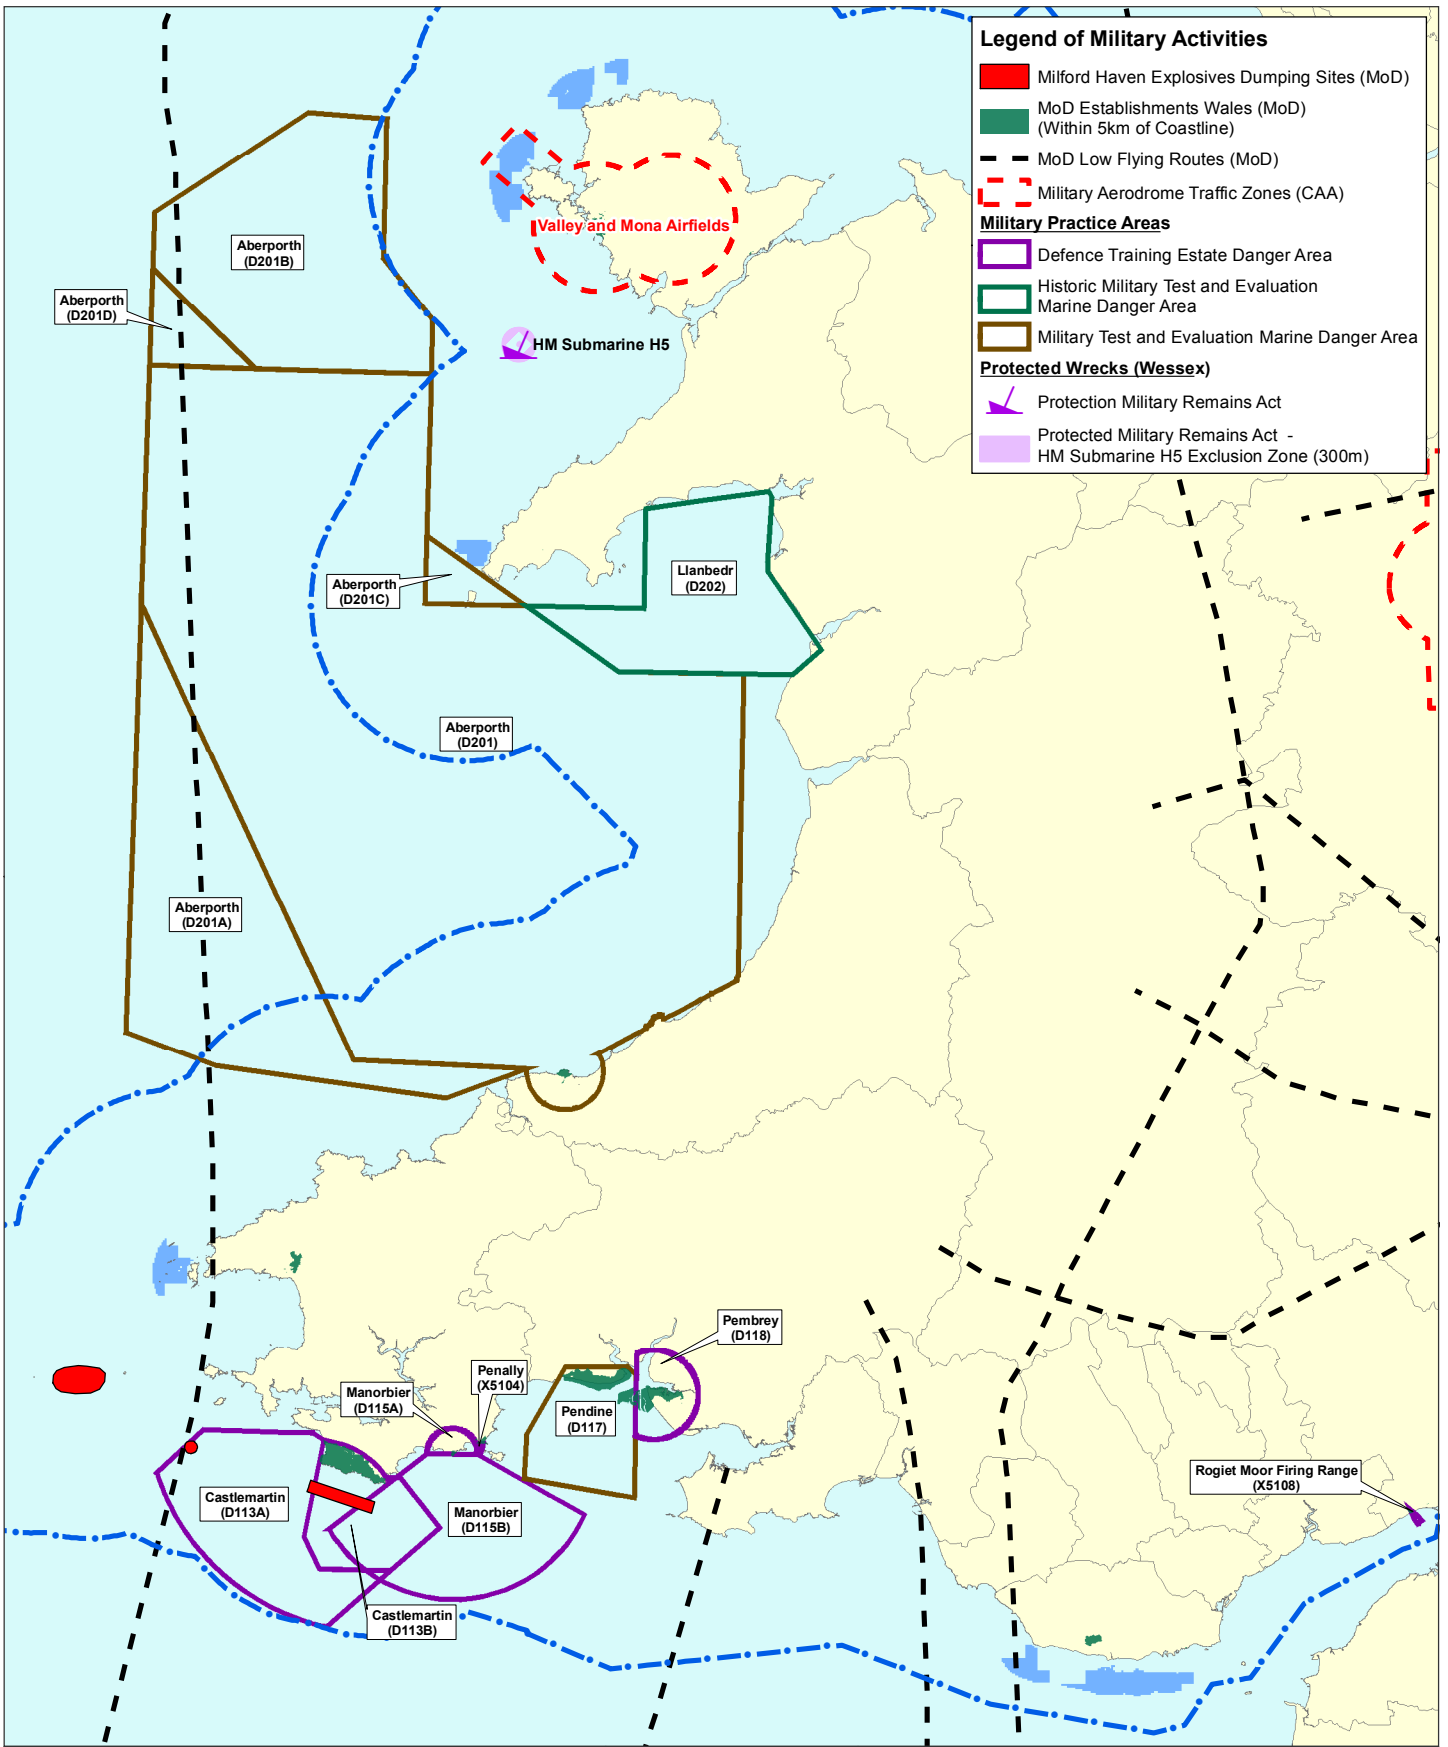 Legend of Military Activities
Milford Haven Explosives Dumping Sites (MoD)
MoD Establishments Wales (MoD)
(Within 5km of Coastline)
MoD Low Flying Routes (MoD)
Military Aerodrome Traffic Zones (CAA)
Military Practice Areas
Defence Training Estate Danger Area
Historic Military Test and Evaluation
Marine Danger Area
Military Test and Evaluation Marine Danger Area
Protected Wrecks (Wessex)
Protection Military Remains Act
Protected Military Remains Act -
HM Submarine H5 Exclusion Zone (300m)
Valley and Mona Airfields
Aberporth
(D201B)
Aberporth
(D201D)
HM Submarine H5
Aberporth
(D201C)
Llanbedr
(D202)
Aberporth
(D201)
Aberporth
(D201A)
Pembrey
(D118)
Penally
(X5104)
Manorbier
(D115A)
Pendine
(D117)
Castlemartin
(D113A)
Manorbier
(D115B)
Castlemartin
(D113B)
Rogiet Moor Firing Range
(X5108)